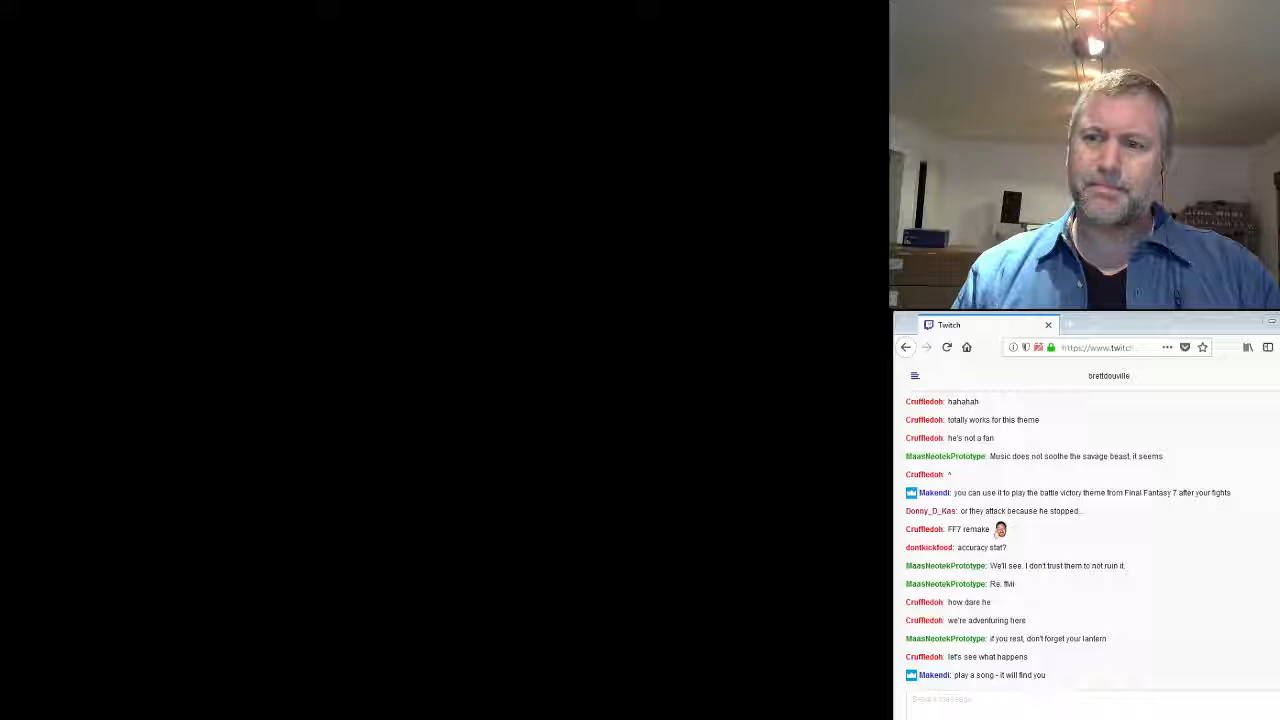 Twitch
https://www.twitch
brettdouville
Cruffledoh: hahahah
Cruffledoh: totally works for this theme
Cruffledoh: he's not a fan
MaasNeotekPrototype: Music does not soothe the savage beast, it seems
Cruffledoh: ^
Makendi: you can use it to play the battle victory theme from Final Fantasy 7 after your fights
Donny_D_Kas: or they attack because he stopped...
Cruffledoh: FF7 remake
dontkickfood: accuracy stat?
MaasNeotekPrototype: We'll see. I don't trust them to not ruin it.
MaasNeotekPrototype: Re: ffvii
Cruffledoh: how dare he
Cruffledoh: we're adventuring here
MaasNeotekPrototype: if you rest, don't forget your lantern
Cruffledoh: let's see what happens
Makendi: play a song - it will find you
Send a message